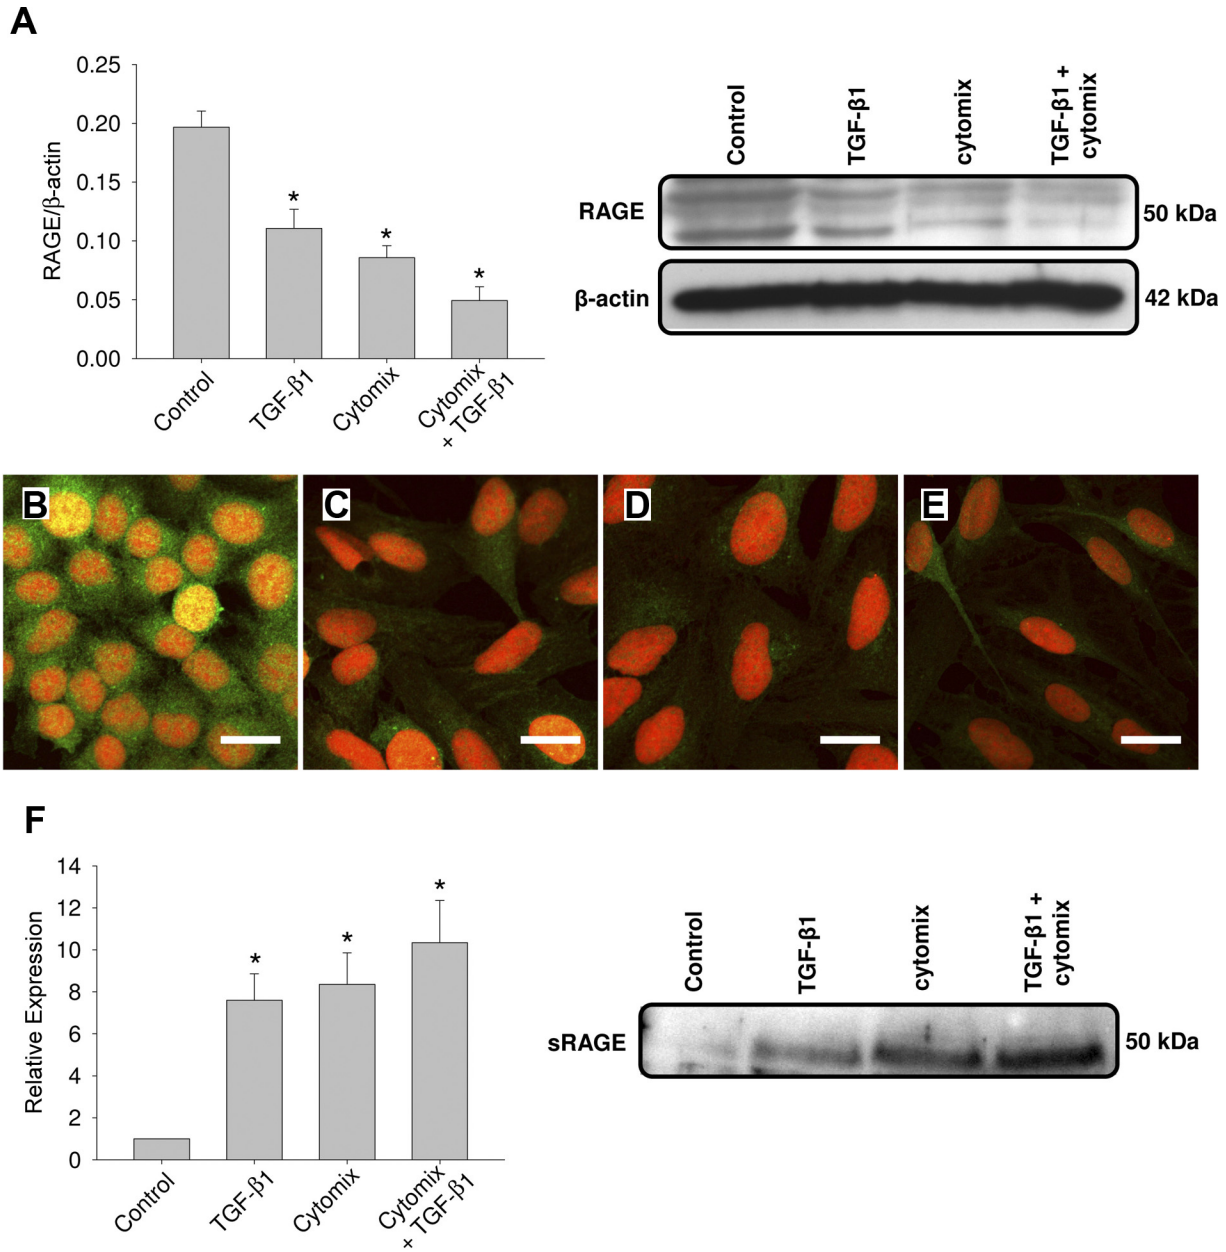 A
0.25
0.20
0.15
0.10
0.05
0.00
RAGE/β-actin
*
*
*
Control
TGF-β1
Cytomix
Cytomix
+ TGF-β1
Control
TGF-β1
cytomix
TGF-β1 +
cytomix
RAGE
50 kDa
β-actin
42 kDa
B
C
D
E
F
14
12
10
8
6
4
2
0
Relative Expression
*
*
*
Control
TGF-β1
Cytomix
Cytomix
+ TGF-β1
Control
TGF-β1
cytomix
TGF-β1 +
cytomix
sRAGE
50 kDa